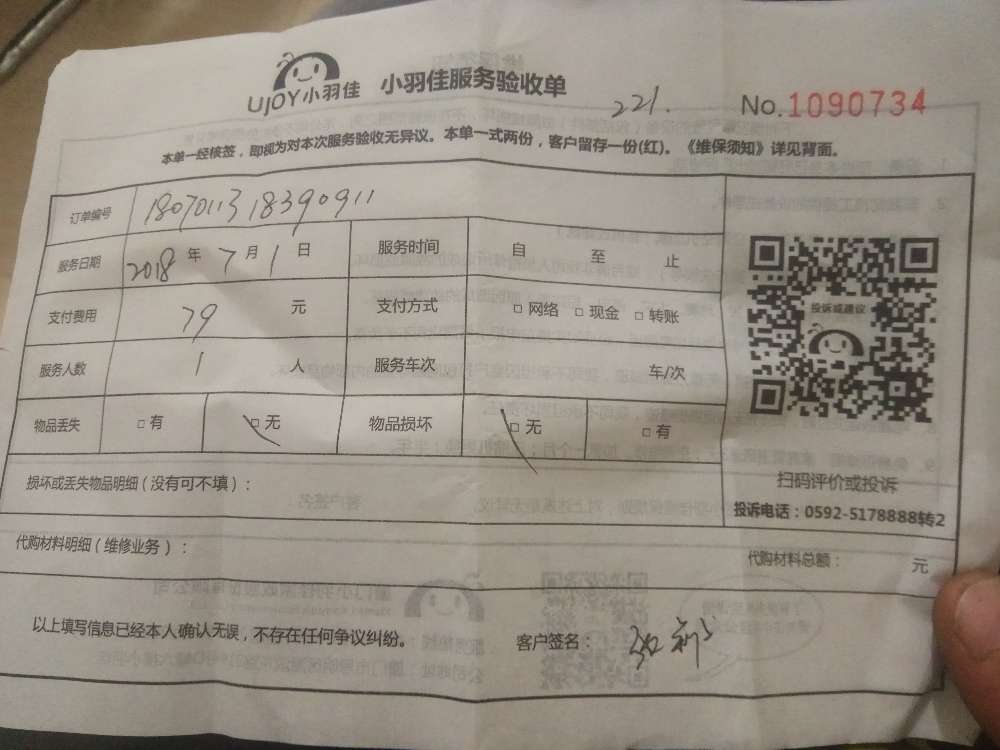 UJOY小羽佳 小羽佳服务验收单
221.
No.1090734
本单一经核签，即视为对本次服务验收无异议。本单一式两份，客户留存一份(红)。《维保须知》详见背面。
订单编号 1807011318390911
服务日期 2018 年 7 月 1 日 服务时间 自 至 止
支付费用 79 元 支付方式 □ 网络 □ 现金 □ 转账
投诉或建议
服务人数 1 人 服务车次 车/次
物品丢失 □ 有 □ 无 物品损坏 □ 无 □ 有
扫码评价或投诉
损坏或丢失物品明细(没有可不填)：
投诉电话：0592-5178888转2
代购材料明细(维修业务)： 代购材料总额： 元
以上填写信息已经本人确认无误，不存在任何争议纠纷。 客户签名：